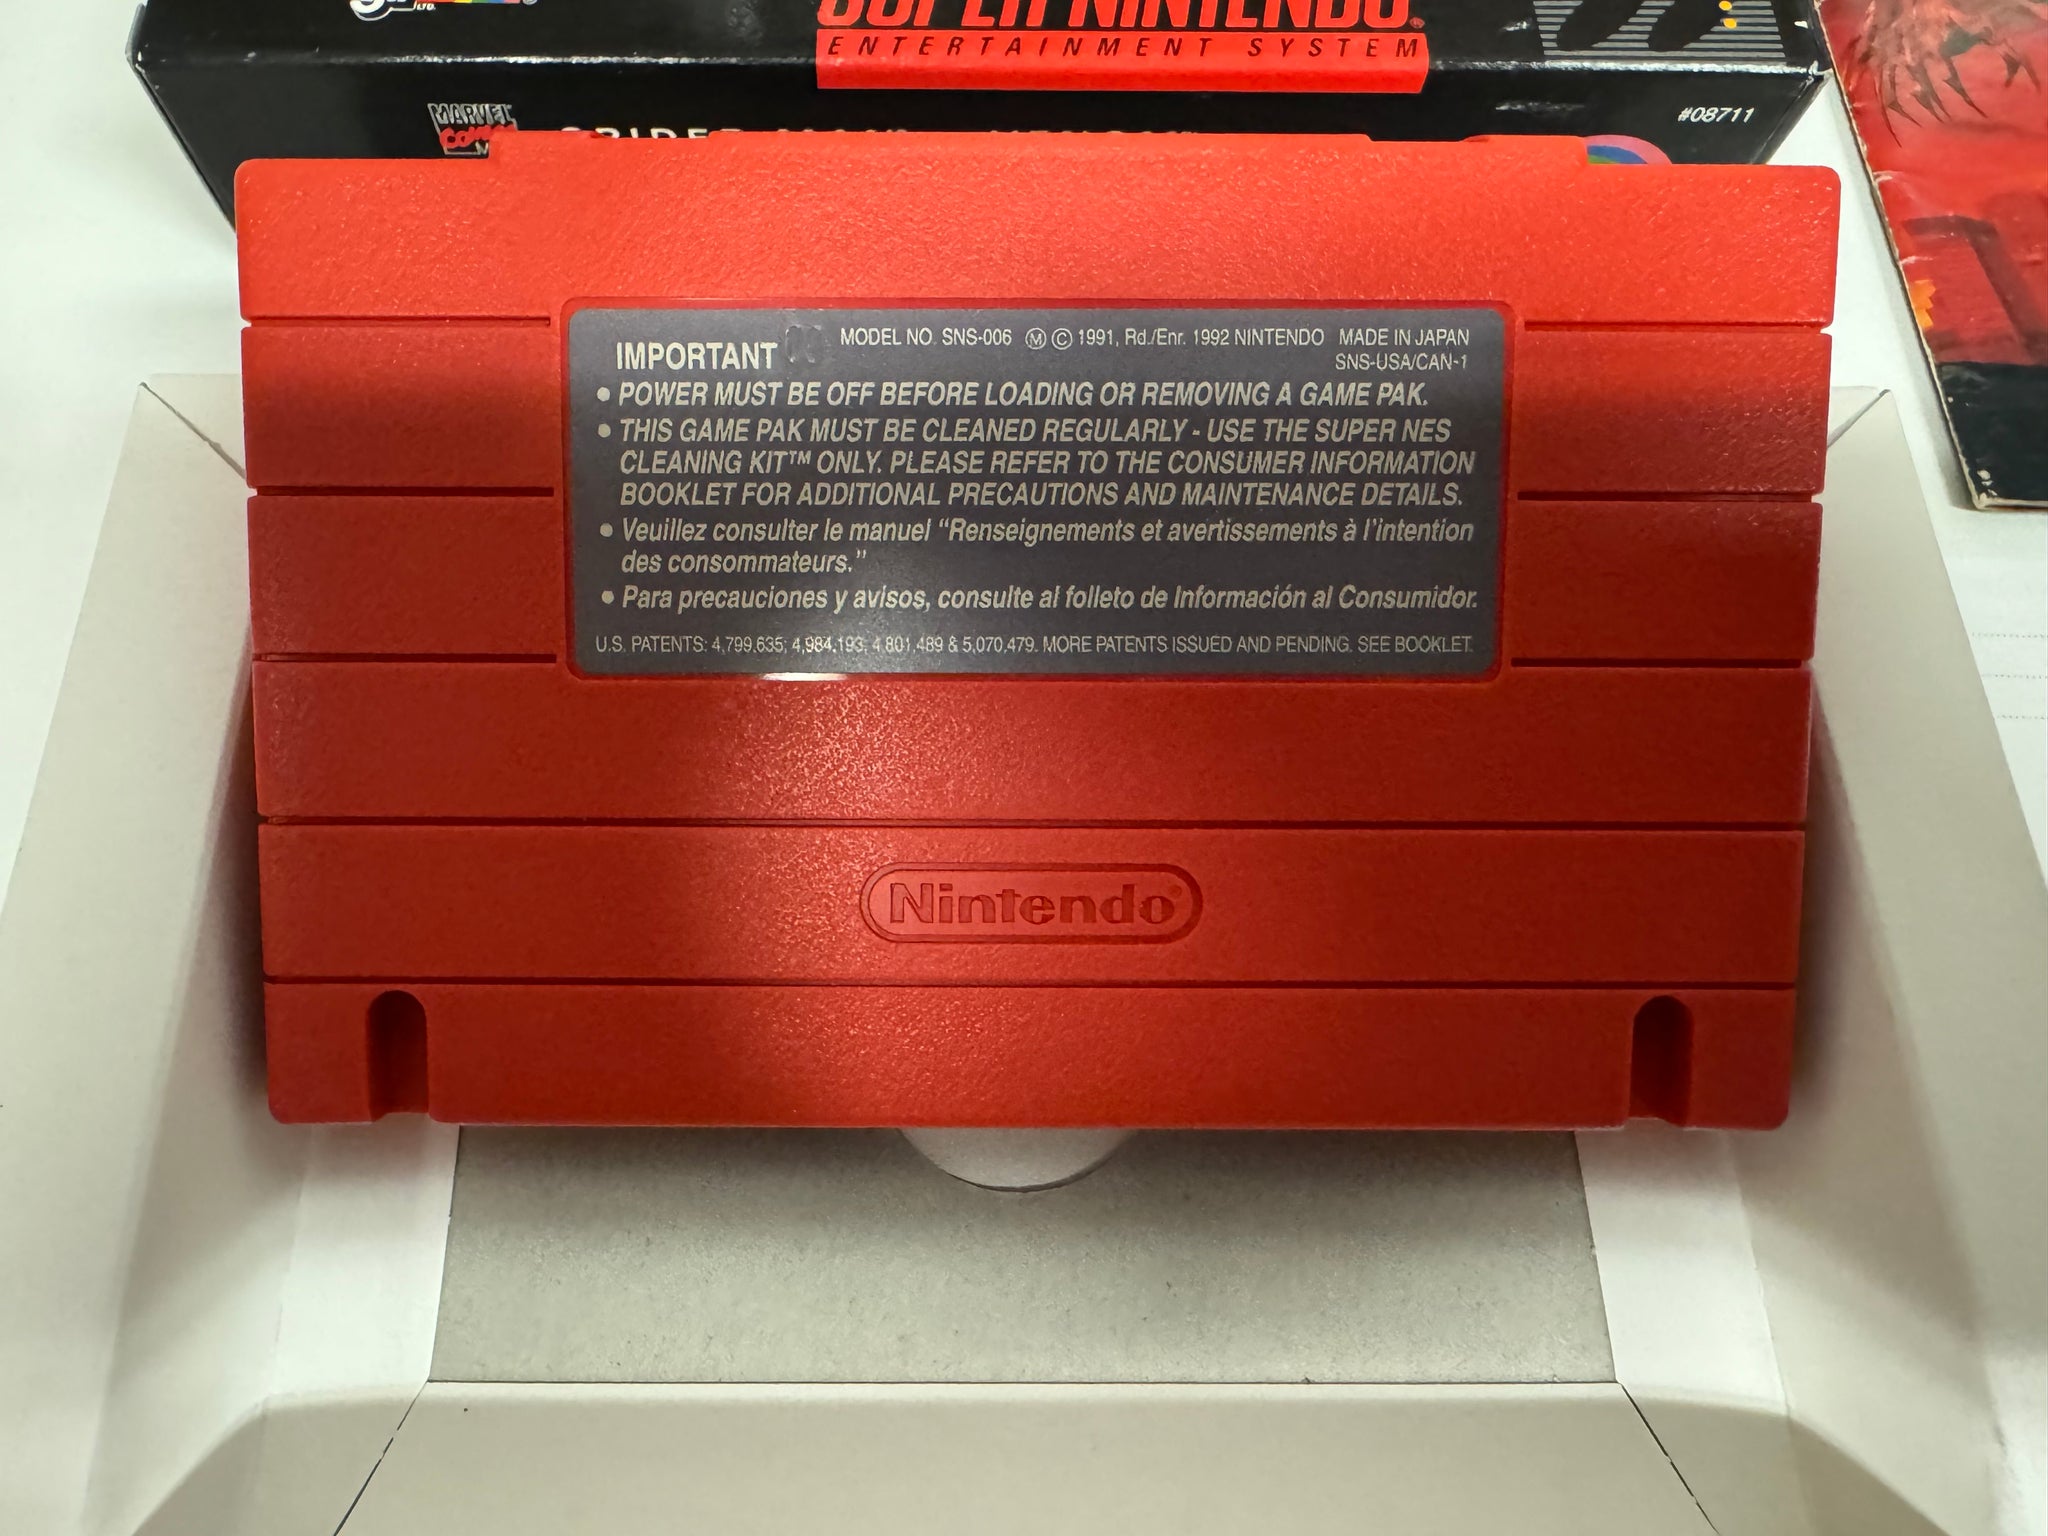 SUPER NINTENDO
ENTERTAINMENT SYSTEM
MARVEL
COMICS
#08711
IMPORTANT
MODEL NO. SNS-006 Ⓜ © 1991, Rd./Enr. 1992 NINTENDO MADE IN JAPAN
SNS-USA/CAN-1
• POWER MUST BE OFF BEFORE LOADING OR REMOVING A GAME PAK.
• THIS GAME PAK MUST BE CLEANED REGULARLY - USE THE SUPER NES
CLEANING KIT™ ONLY. PLEASE REFER TO THE CONSUMER INFORMATION
BOOKLET FOR ADDITIONAL PRECAUTIONS AND MAINTENANCE DETAILS.
• Veuillez consulter le manuel “Renseignements et avertissements à l'intention
des consommateurs.”
• Para precauciones y avisos, consulte al folleto de Información al Consumidor.
U.S. PATENTS: 4,799,635; 4,984,193; 4,801,489 & 5,070,479. MORE PATENTS ISSUED AND PENDING. SEE BOOKLET.
Nintendo®